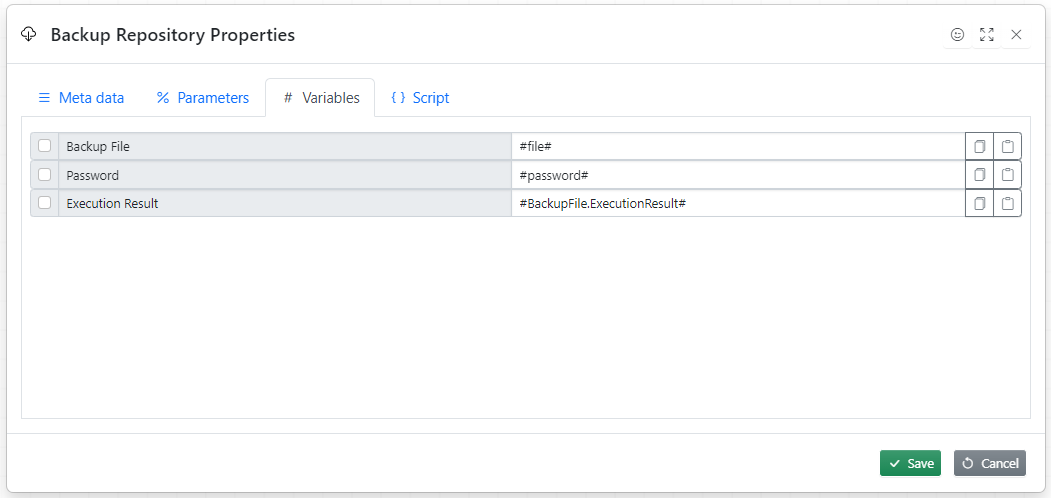 Backup Repository Properties
Meta data % Parameters # Variables { } Script
Backup File #file#
Password #password#
Execution Result #BackupFile.ExecutionResult#
Save Cancel